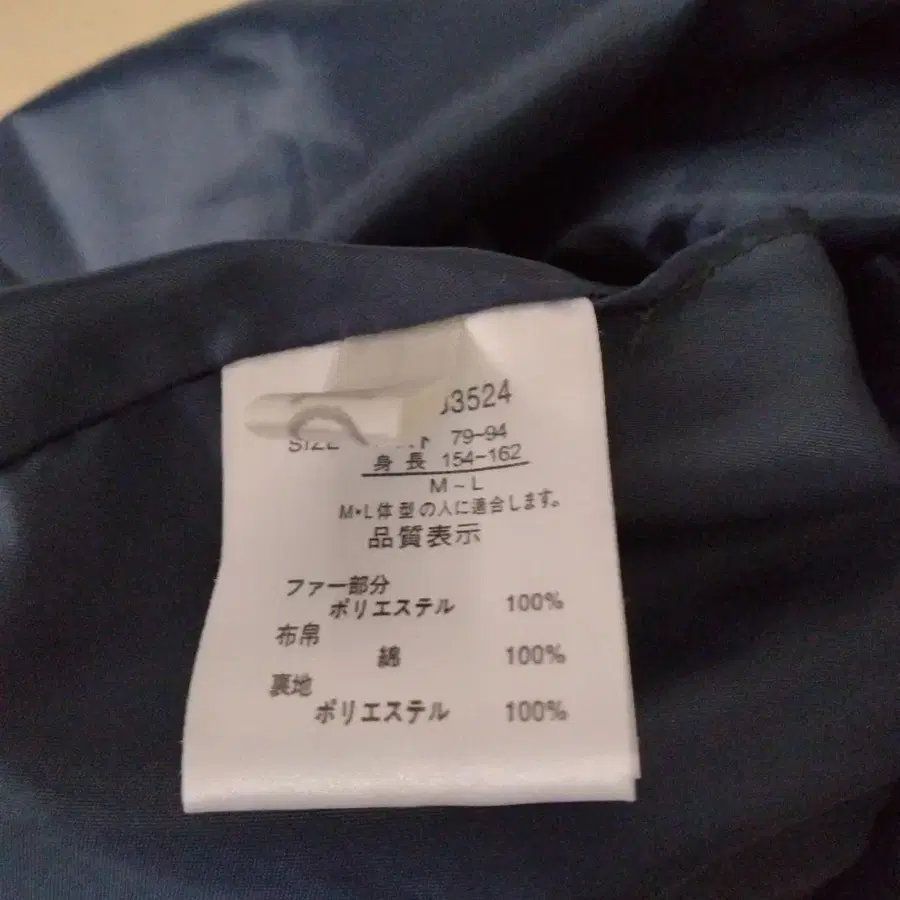 3524
SIZE 79-94
身長 154-162
M～L
M・L体型の人に適合します。
品質表示
ファー部分
ポリエステル 100%
布帛
綿 100%
裏地
ポリエステル 100%